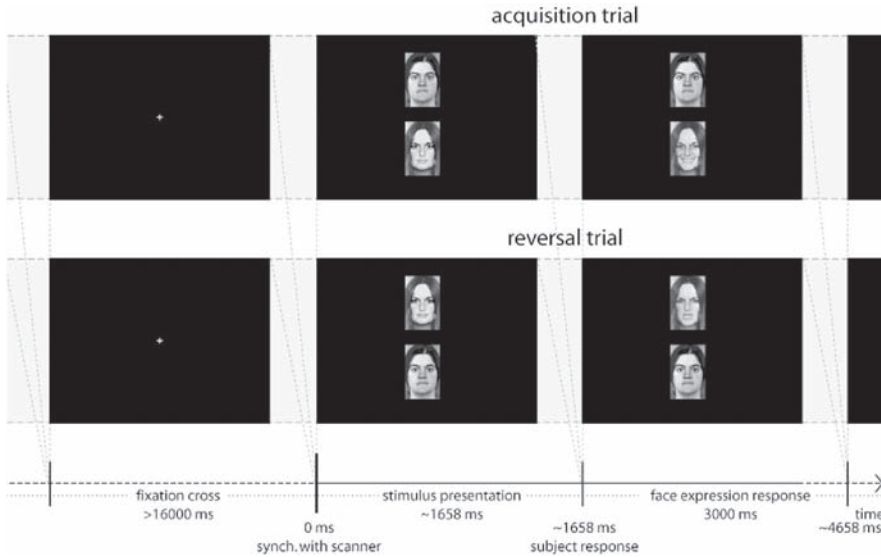 acquisition trial
reversal trial
fixation cross
>16000 ms
stimulus presentation
~1658 ms
face expression response
3000 ms
time
0 ms
synch. with scanner
~1658 ms
subject response
~4658 ms